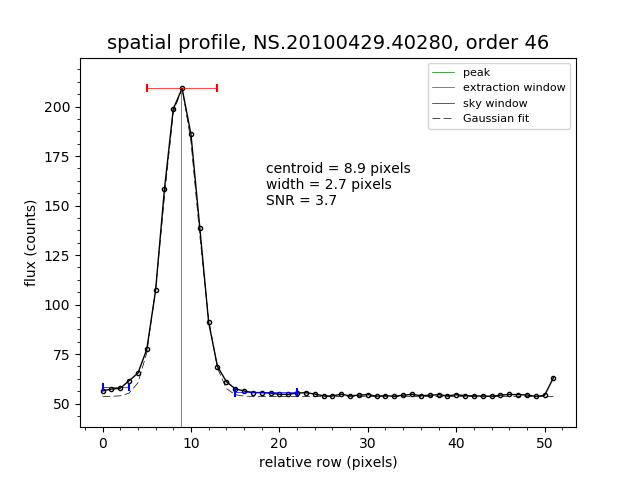 spatial profile, NS.20100429.40280, order 46
peak
extraction window
sky window
Gaussian fit
centroid = 8.9 pixels
width = 2.7 pixels
SNR = 3.7
flux (counts)
200
175
150
125
100
75
50
0 10 20 30 40 50
relative row (pixels)